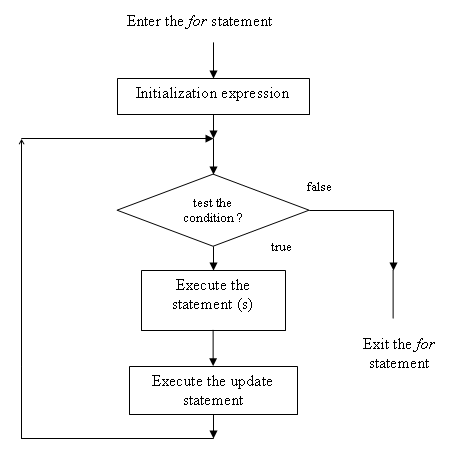 Enter the for statement
Initialization expression
false
test the
condition ?
true
Execute the
statement (s)
Exit the for
statement
Execute the update
statement